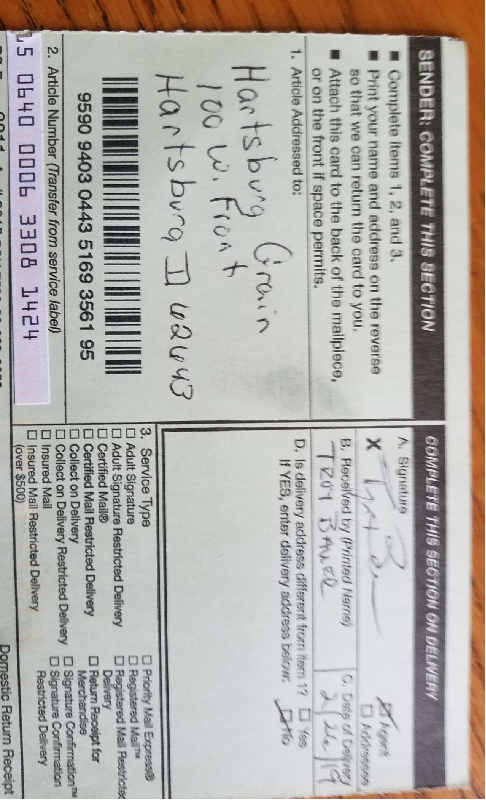 SENDER: COMPLETE THIS SECTION
■ Complete items 1, 2, and 3.
■ Print your name and address on the reverse
so that we can return the card to you.
■ Attach this card to the back of the mailpiece,
or on the front if space permits.
1. Article Addressed to:
Hartsburg Grain
100 W. Front
Hartsburg Il 62643
9590 9403 0443 5169 3561 95
2. Article Number (Transfer from service label)
15 0640 0006 3308 1424
COMPLETE THIS SECTION ON DELIVERY
A. Signature
X
☒ Agent
☐ Addressee
B. Received by (Printed Name)
TROY BAUER
C. Date of Delivery
2/26/19
D. Is delivery address different from item 1? ☐ Yes
If YES, enter delivery address below: ☒ No
3. Service Type
☐ Adult Signature
☐ Adult Signature Restricted Delivery
☐ Certified Mail®
☐ Certified Mail Restricted Delivery
☐ Collect on Delivery
☐ Collect on Delivery Restricted Delivery
☐ Insured Mail
☐ Insured Mail Restricted Delivery
(over $500)
☐ Priority Mail Express®
☐ Registered Mail™
☐ Registered Mail Restricted
Delivery
☐ Return Receipt for
Merchandise
☐ Signature Confirmation™
☐ Signature Confirmation
Restricted Delivery
Domestic Return Receipt